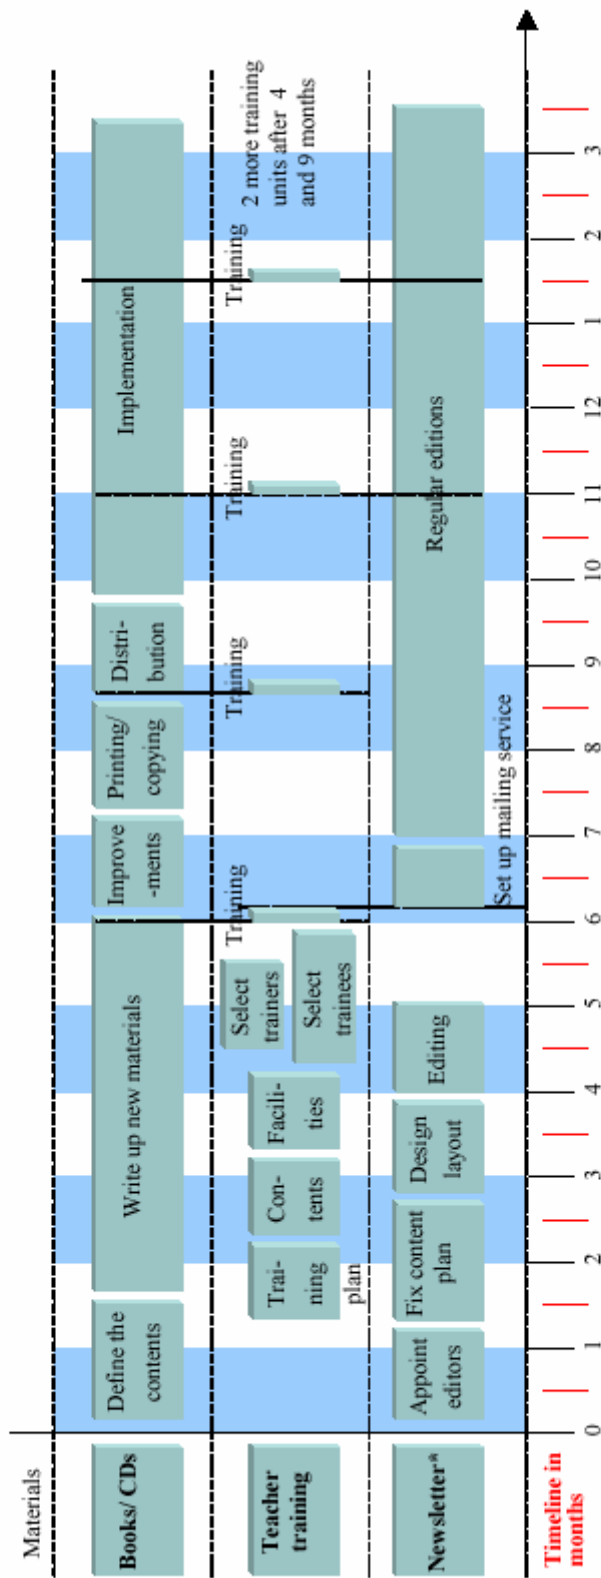 Materials
Books/ CDs
Define the
contents
Write up new materials
Improve
-ments
Printing/
copying
Distri-
bution
Implementation
Teacher
training
Trai-
ning
plan
Con-
tents
Facili-
ties
Select
trainers
Select
trainees
Training
Training
Training
Training
2 more training
units after 4
and 9 months
Newsletter*
Appoint
editors
Fix content
plan
Design
layout
Editing
Set up mailing service
Regular editions
Timeline in
months
0 1 2 3 4 5 6 7 8 9 10 11 12 1 2 3